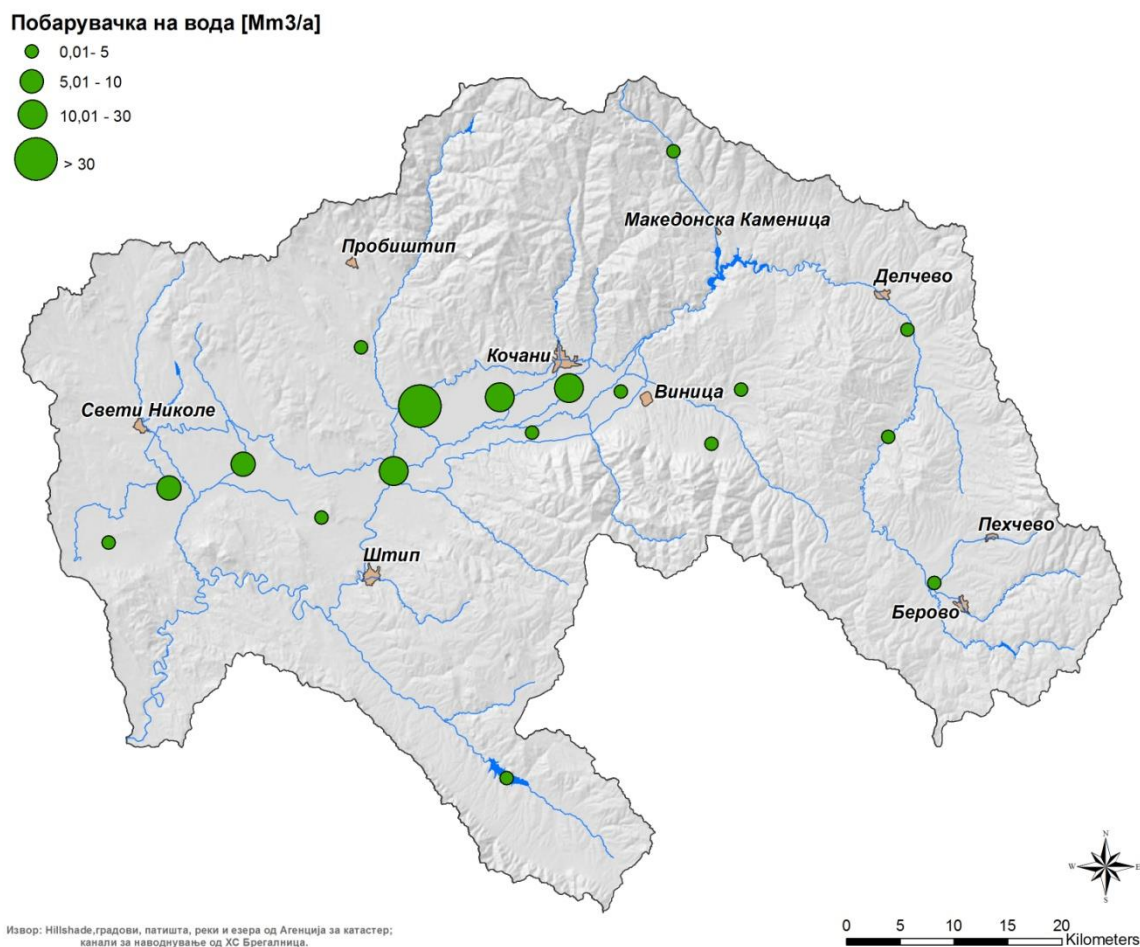 Побарувачка на вода [Mm3/a]
0,01- 5
5,01 - 10
10,01 - 30
> 30
Македонска Каменица
Пробиштип
Делчево
Кочани
Виница
Свети Николе
Пехчево
Штип
Берово
N
W E
S
0 5 10 15 20
Kilometers
Извор: Hillshade,градови, патишта, реки и езера од Агенција за катастер;
канали за наводнување од ХС Брегалница.